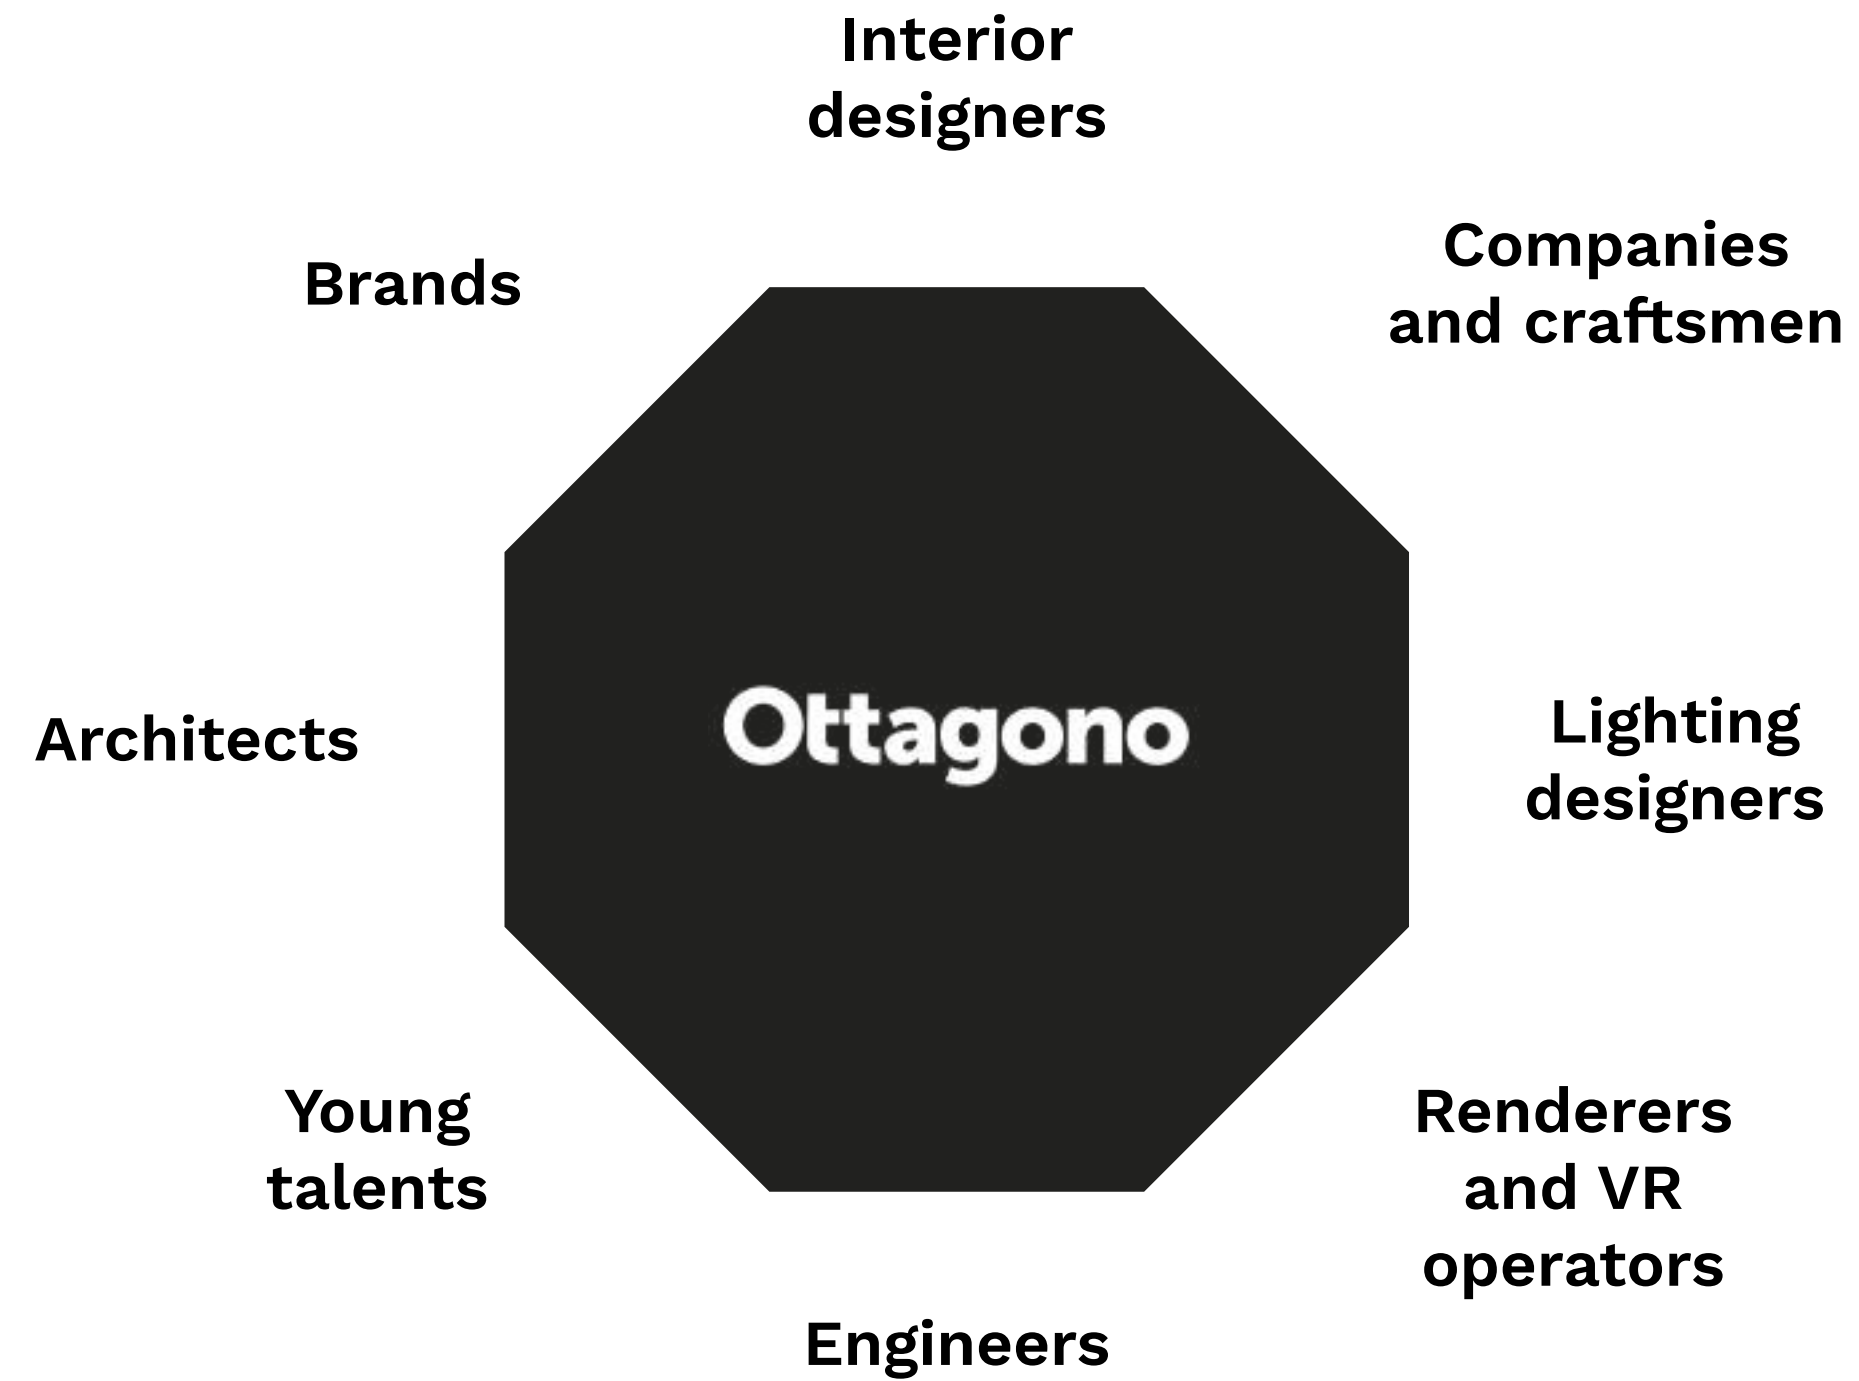 Interior
designers
Brands
Companies
and craftsmen
Architects
Ottagono
Lighting
designers
Young
talents
Renderers
and VR
operators
Engineers